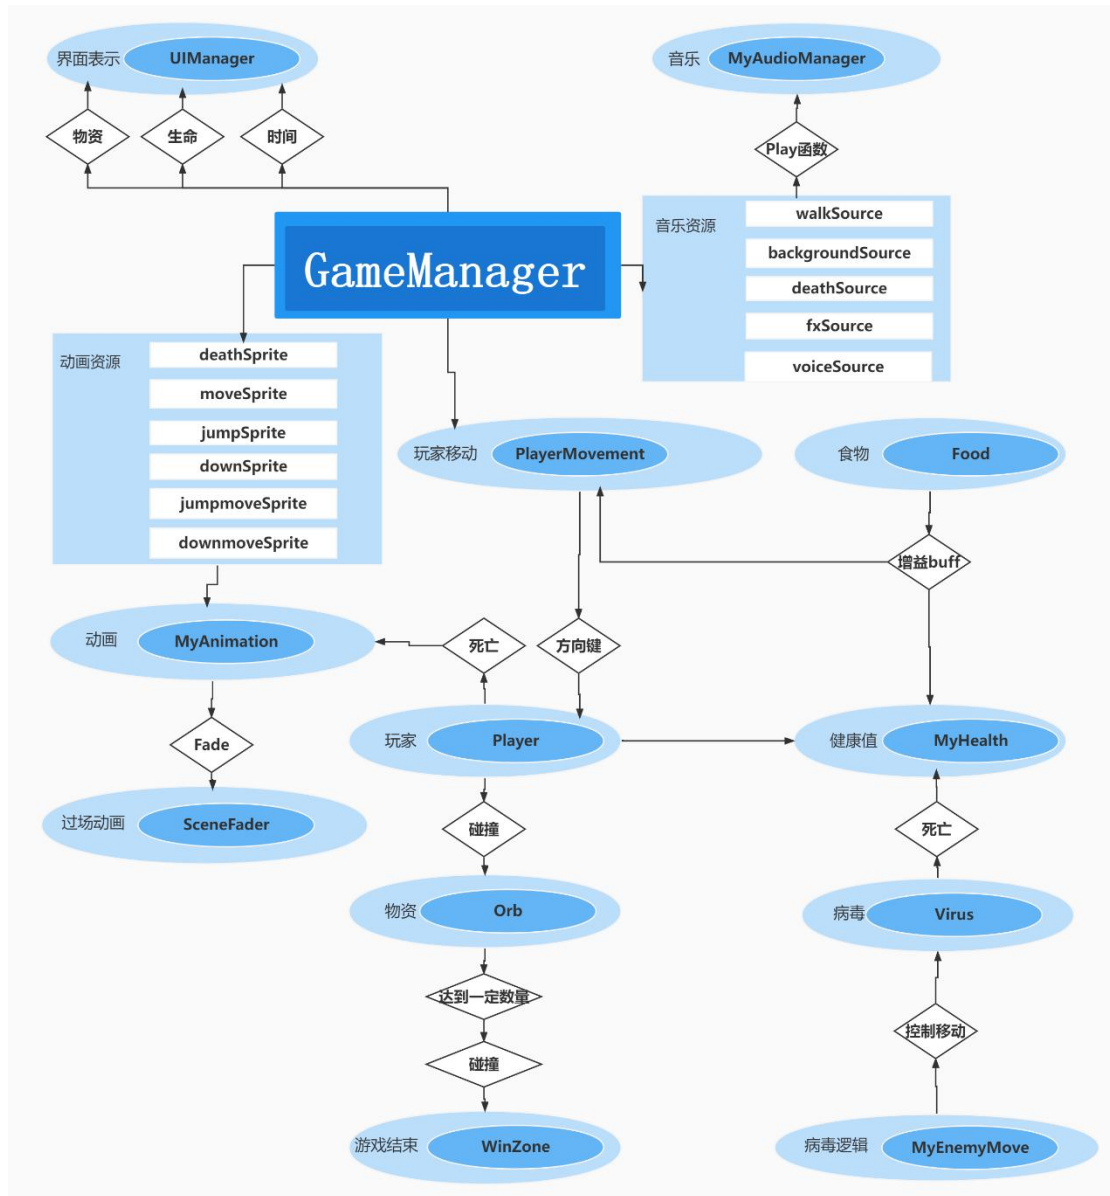 界面表示
UIManager
音乐
MyAudioManager
物资
生命
时间
Play函数
GameManager
音乐资源
walkSource
backgroundSource
deathSource
fxSource
voiceSource
动画资源
deathSprite
moveSprite
jumpSprite
downSprite
jumpmoveSprite
downmoveSprite
玩家移动
PlayerMovement
食物
Food
增益buff
动画
MyAnimation
死亡
方向键
Fade
玩家
Player
健康值
MyHealth
过场动画
SceneFader
碰撞
死亡
物资
Orb
病毒
Virus
达到一定数量
控制移动
碰撞
游戏结束
WinZone
病毒逻辑
MyEnemyMove